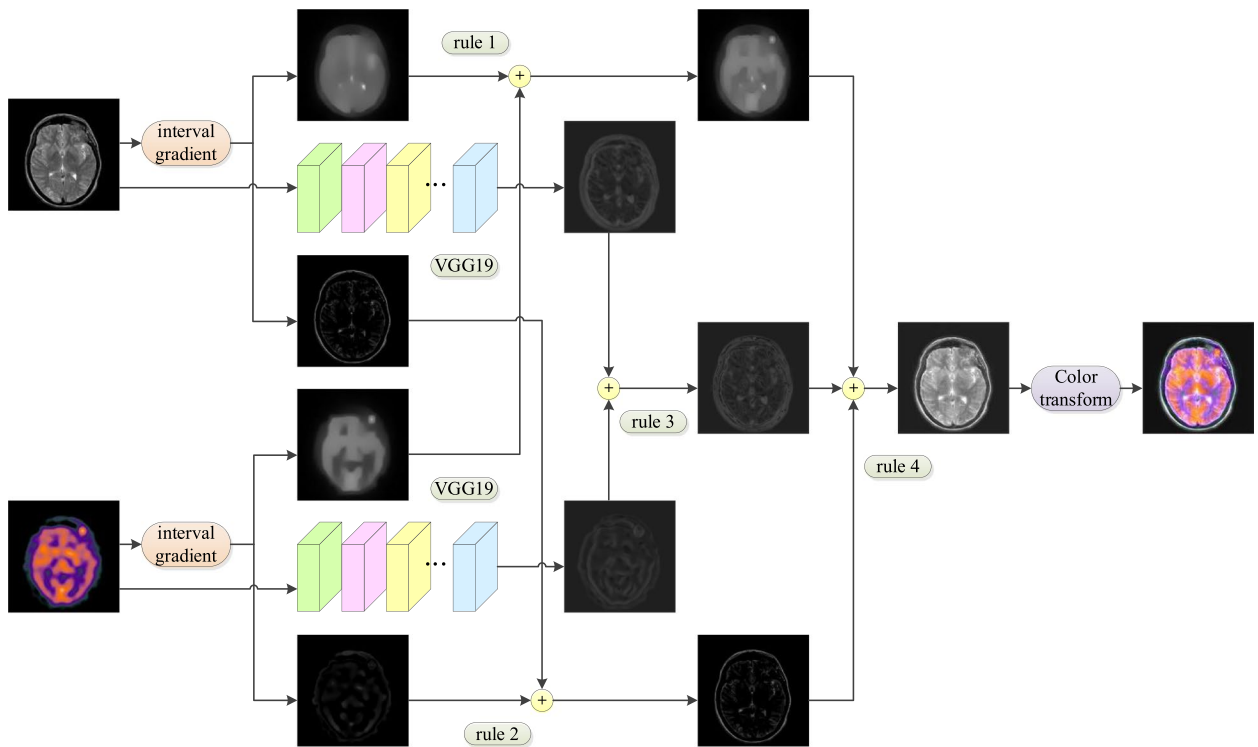 rule 1
interval
gradient
VGG19
rule 3
Color
transform
rule 4
VGG19
interval
gradient
rule 2